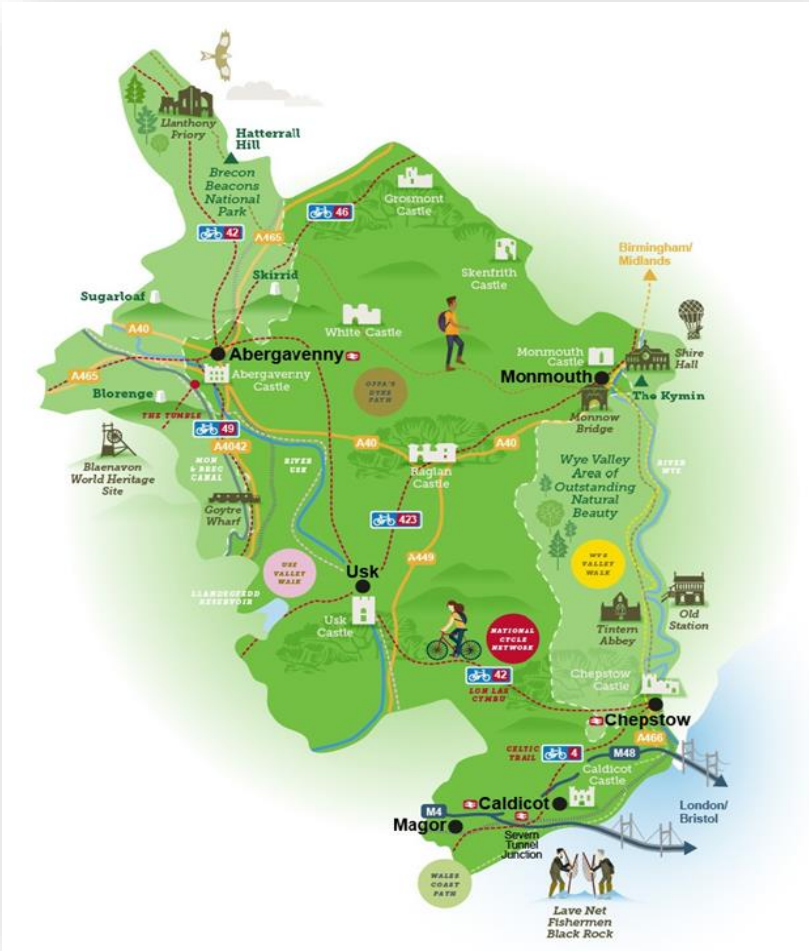 Llanthony
Priory
Hatterrall
Hill
Brecon
Beacons
National
Park
42
A465
46
Grosmont
Castle
Skenfrith
Castle
Birmingham/
Midlands
Sugarloaf
Skirrid
White Castle
A40
Abergavenny
Abergavenny
Castle
A465
Blorenge
THE TUMBLE
OFFA'S
DYKE
PATH
Monmouth
Castle
Monmouth
Shire
Hall
The Kymin
Monnow
Bridge
49
A4042
A40
A40
Raglan
Castle
Blaenavon
World Heritage
Site
MON
& BREC
CANAL
RIVER
USK
Wye Valley
Area of
Outstanding
Natural
Beauty
RIVER
WYE
Goytre
Wharf
423
A449
USK
VALLEY
WALK
WYE
VALLEY
WALK
Usk
LLANDEGFEDD
RESERVOIR
Usk
Castle
NATIONAL
CYCLE
NETWORK
Tintern
Abbey
Old
Station
42
LON LAS
CYMRU
Chepstow
Castle
Chepstow
A466
CELTIC
TRAIL
4
M48
Caldicot
Castle
M4
Caldicot
London/
Bristol
Magor
Severn
Tunnel
Junction
WALES
COAST
PATH
Lave Net
Fishermen
Black Rock